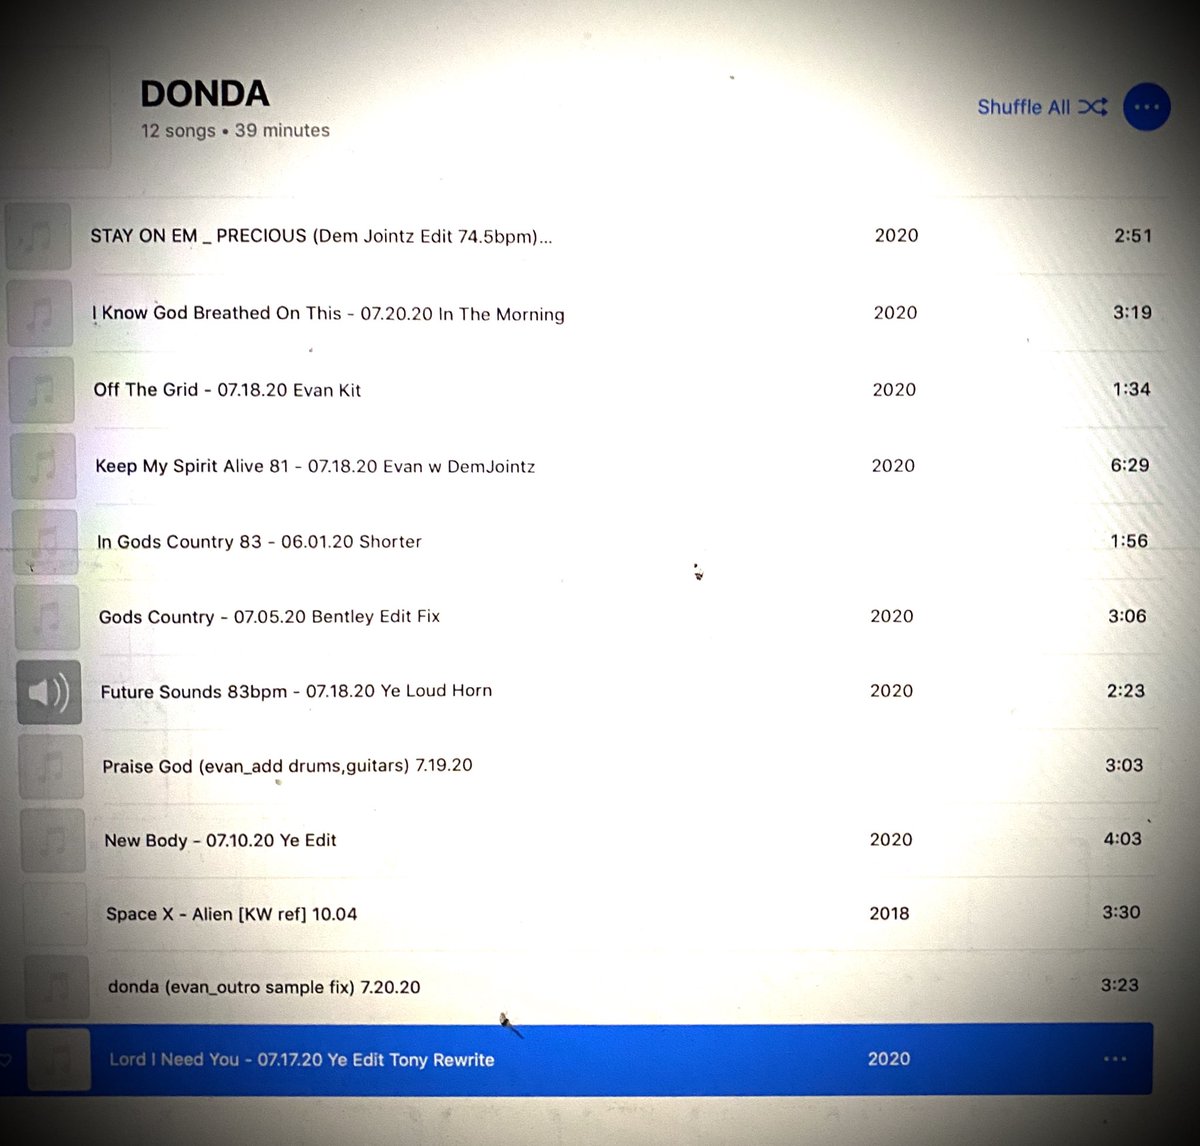 DONDA
12 songs • 39 minutes
Shuffle All
STAY ON EM _ PRECIOUS (Dem Jointz Edit 74.5bpm)... 2020 2:51
I Know God Breathed On This - 07.20.20 In The Morning 2020 3:19
Off The Grid - 07.18.20 Evan Kit 2020 1:34
Keep My Spirit Alive 81 - 07.18.20 Evan w DemJointz 2020 6:29
In Gods Country 83 - 06.01.20 Shorter 1:56
Gods Country - 07.05.20 Bentley Edit Fix 2020 3:06
Future Sounds 83bpm - 07.18.20 Ye Loud Horn 2020 2:23
Praise God (evan_add drums,guitars) 7.19.20 3:03
New Body - 07.10.20 Ye Edit 2020 4:03
Space X - Alien [KW ref] 10.04 2018 3:30
donda (evan_outro sample fix) 7.20.20 3:23
Lord I Need You - 07.17.20 Ye Edit Tony Rewrite 2020